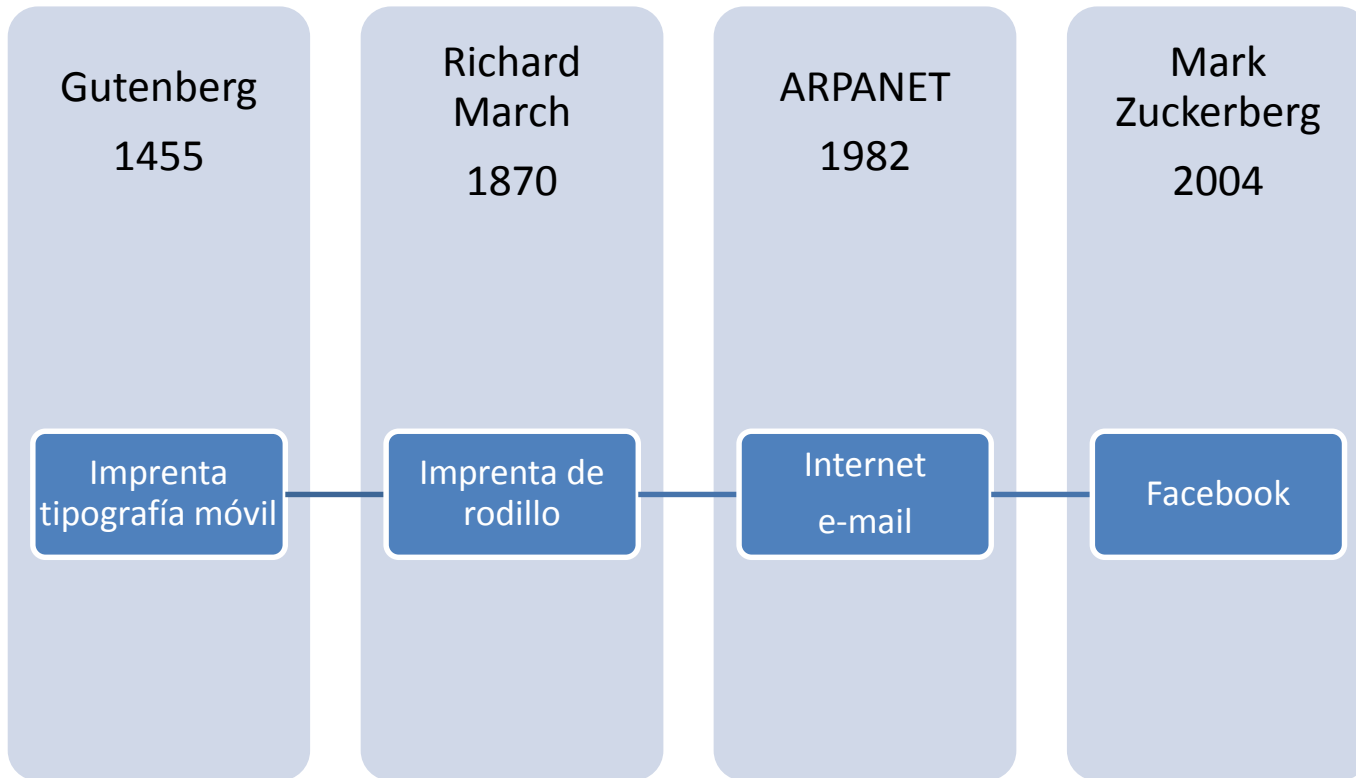 Gutenberg
1455
Richard
March
1870
ARPANET
1982
Mark
Zuckerberg
2004
Imprenta
tipografía móvil
Imprenta de
rodillo
Internet
e-mail
Facebook